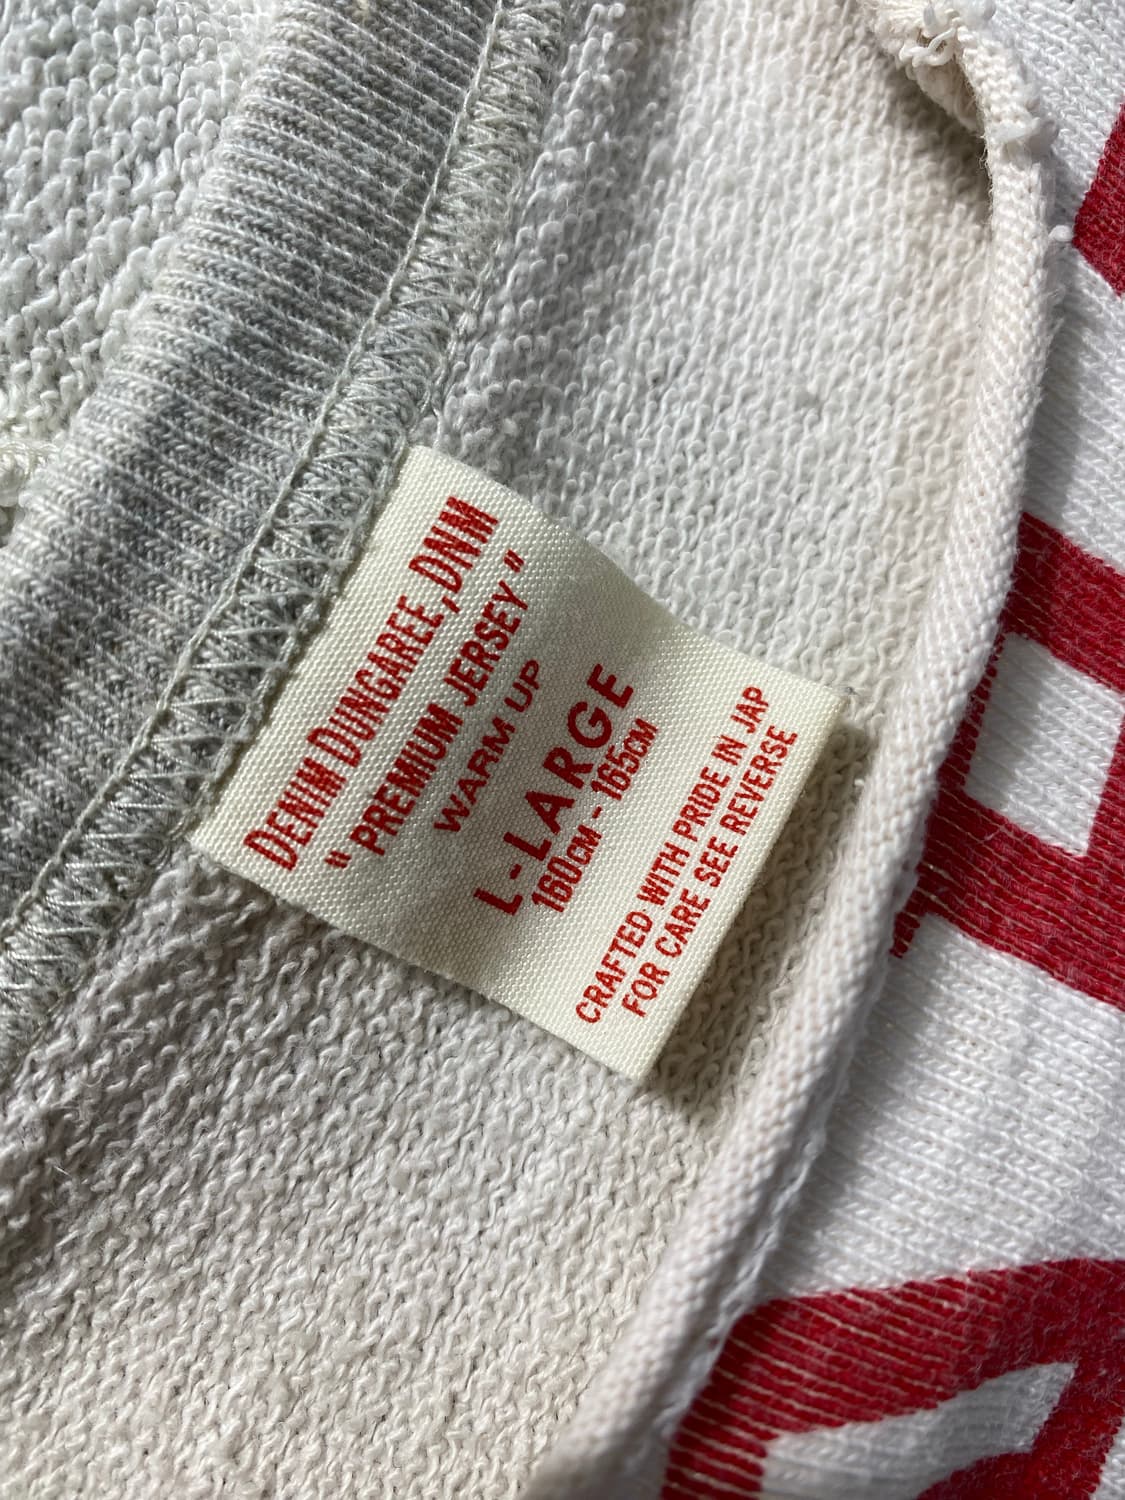 DENIM DUNGAREE, DNM
"PREMIUM JERSEY"
WARM UP
L-LARGE
160CM - 165CM
CRAFTED WITH PRIDE IN JAP
FOR CARE SEE REVERSE